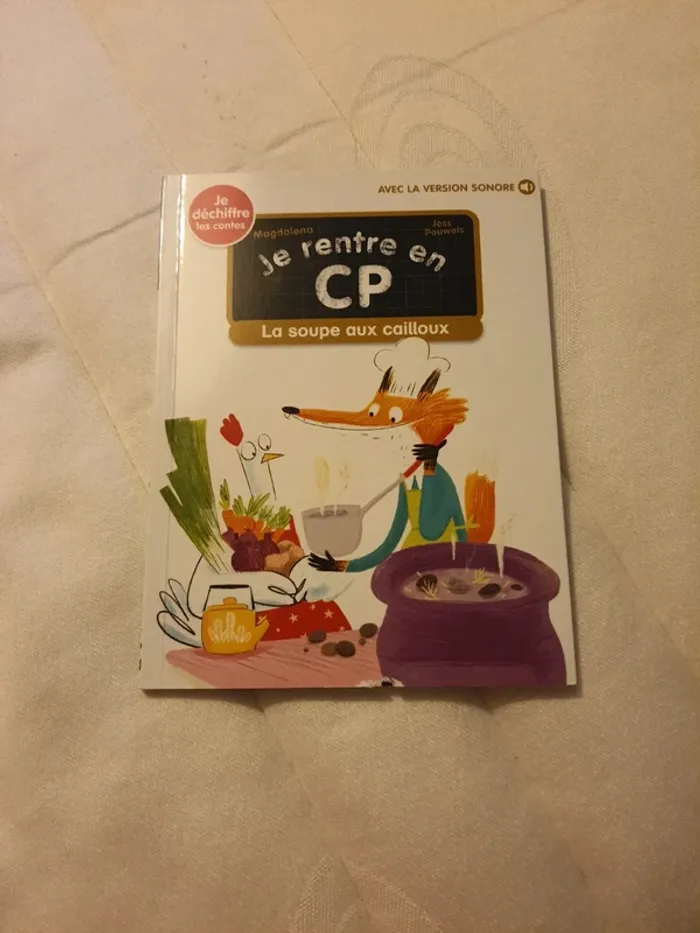 AVEC LA VERSION SONORE
Je
déchiffre
les contes
Magdalena
Jess
Pauwels
Je rentre en
CP
La soupe aux cailloux